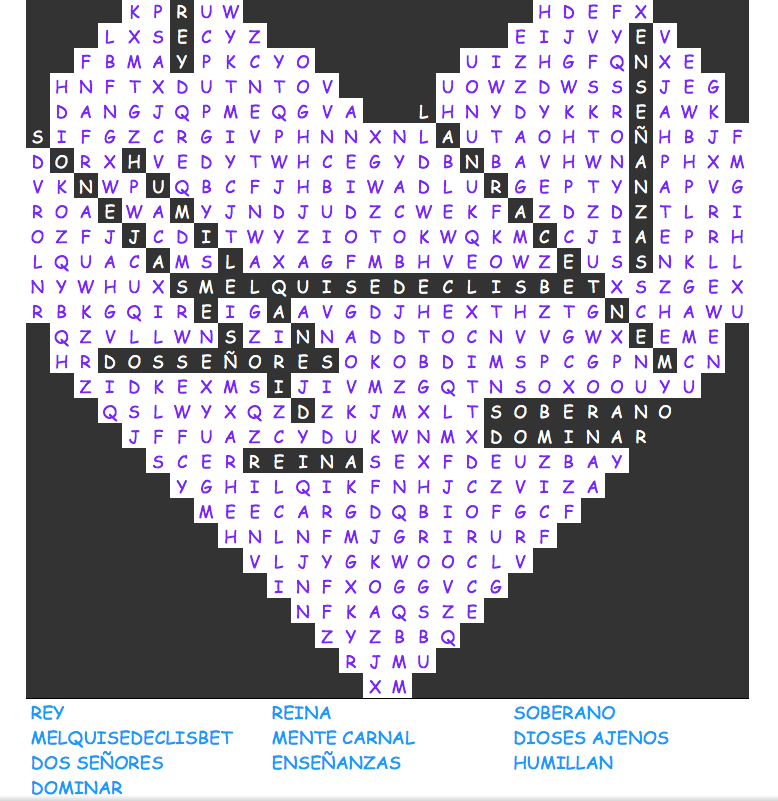 K P R U W H D E F X
L X S E C Y Z E I J V Y E V
F B M A Y P K C Y O U I Z H G F Q N X E
H N F T X D U T N T O V U O W Z D W S S S J E G
D A N G J Q P M E Q G V A L H N Y D Y K K R E A W K
S I F G Z C R G I V P H N N X N L A U T A O H T O Ñ H B J F
D O R X H V E D Y T W H C E G Y D B N B A V H W N A P H X M
V K N W P U Q B C F J H B I W A D L U R G E P T Y N A P V G
R O A E W A M Y J N D J U D Z C W E K F A Z D Z D Z T L R I
O Z F J J C D I T W Y Z I O T O K W Q K M C C J I A E P R H
L Q U A C A M S L A X A G F M B H V E O W Z E U S S N K L L
N Y W H U X S M E L Q U I S E D E C L I S B E T X S Z G E X
R B K G Q I R E I G A A V G D J H E X T H Z T G N C H A W U
Q Z V L L W N S Z I N N A D D T O C N V V G W X E E M E
H R D O S S E Ñ O R E S O K O B D I M S P C G P N M C N
Z I D K E X M S I J I V M Z G Q T N S O X O O U Y U
Q S L W Y X Q Z D Z K J M X L T S O B E R A N O
J F F U A Z C Y D U K W N M X D O M I N A R
S C E R R E I N A S E X F D E U Z B A Y
Y G H I L Q I K F N H J C Z V I Z A
M E E C A R G D Q B I O F G C F
H N L N F M J G R I R U R F
V L J Y G K W O O C L V
I N F X O G G V C G
N F K A Q S Z E
Z Y Z B B Q
R J M U
X M
REY REINA SOBERANO
MELQUISEDECLISBET MENTE CARNAL DIOSES AJENOS
DOS SEÑORES ENSEÑANZAS HUMILLAN
DOMINAR